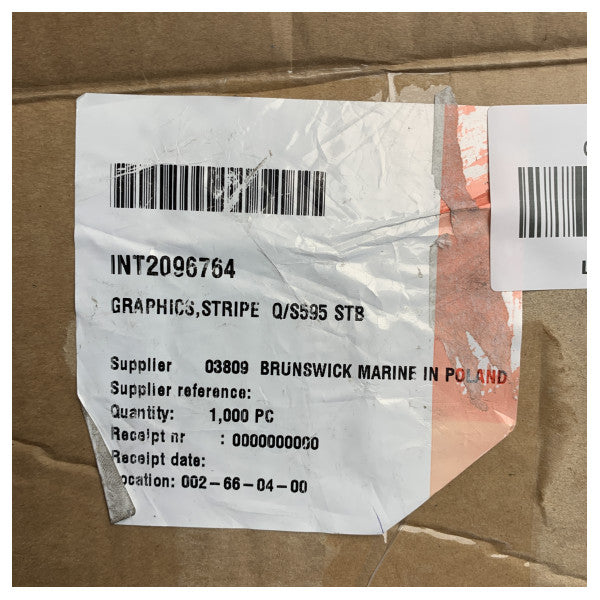 INT2096764
GRAPHICS,STRIPE Q/S595 STB
Supplier 03809 BRUNSWICK MARINE IN POLAND
Supplier reference:
Quantity: 1,000 PC
Receipt nr : 0000000000
Receipt date:
ocation: 002-66-04-00